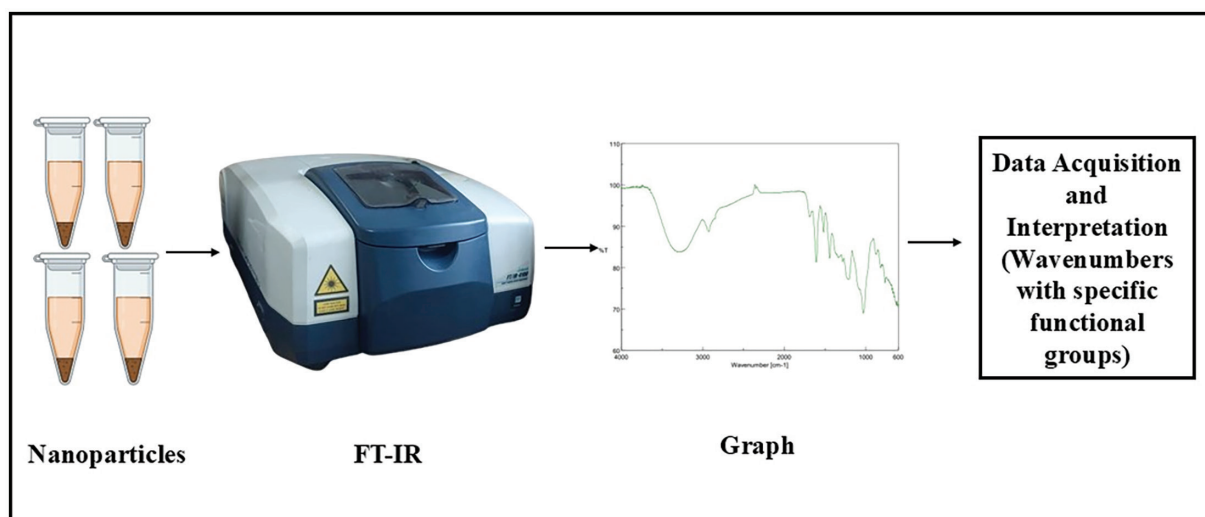 110
100
90
%T
80
70
60
4000
3000
2000
1000
600
Wavenumber [cm-1]
Data Acquisition
and
Interpretation
(Wavenumbers
with specific
functional
groups)
Nanoparticles
FT-IR
Graph